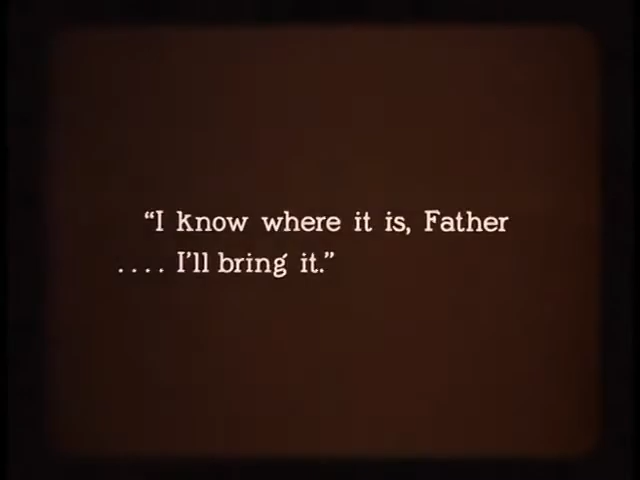 “I know where it is, Father
.... I’ll bring it.”